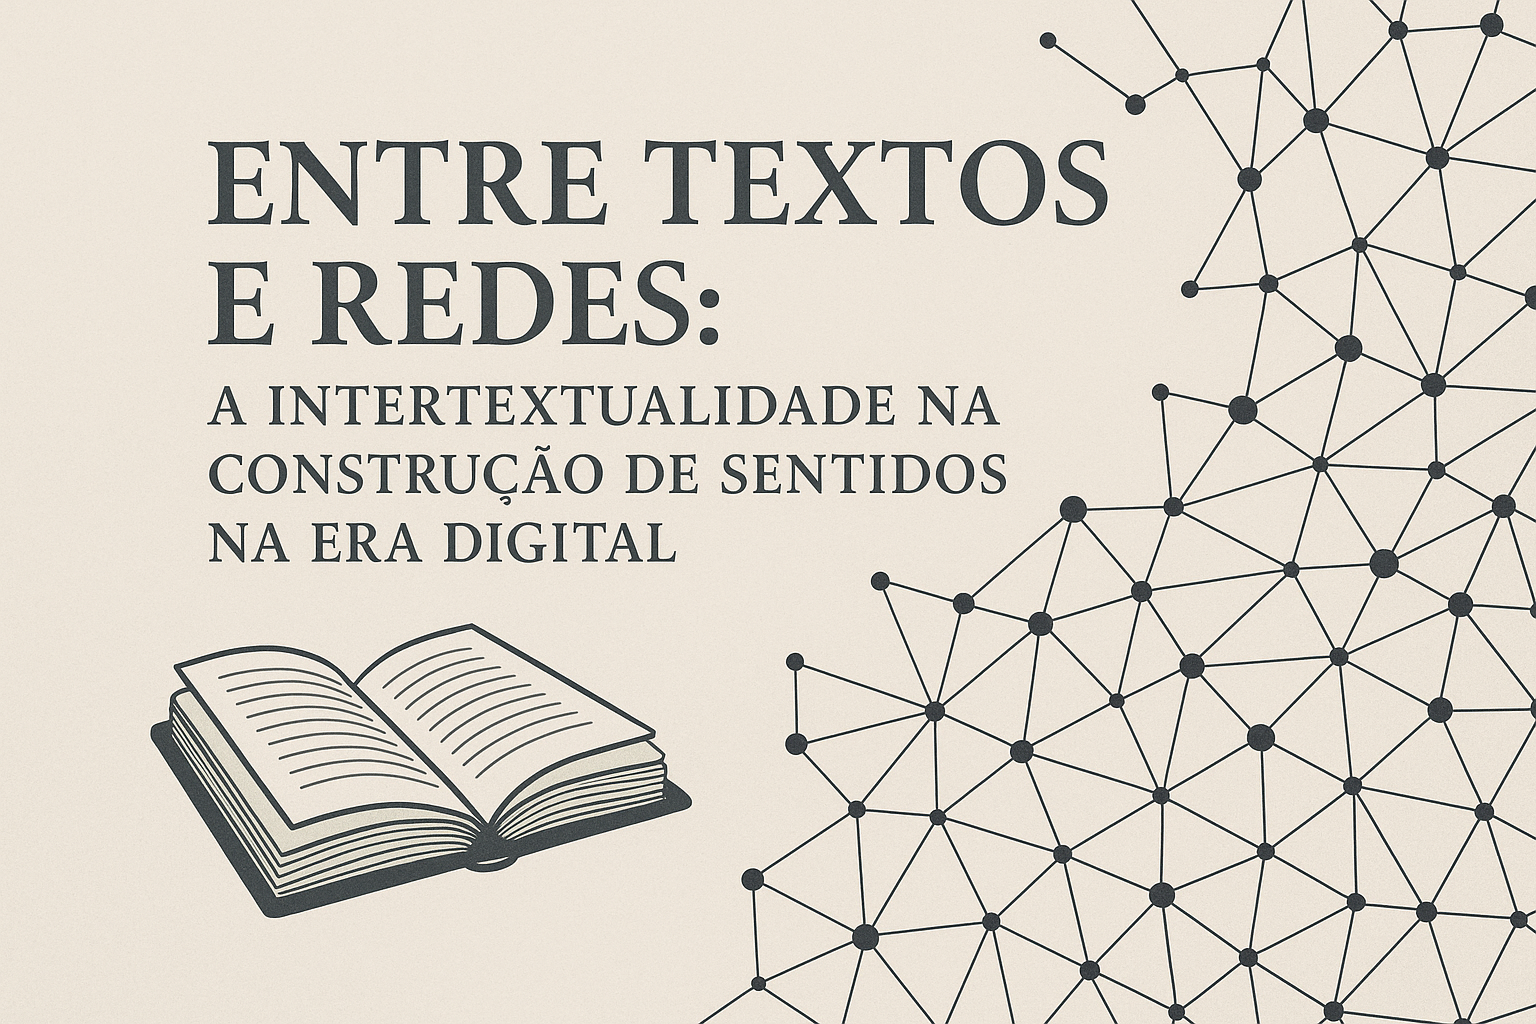 ENTRE TEXTOS
E REDES:
A INTERTEXTUALIDADE NA
CONSTRUÇÃO DE SENTIDOS
NA ERA DIGITAL